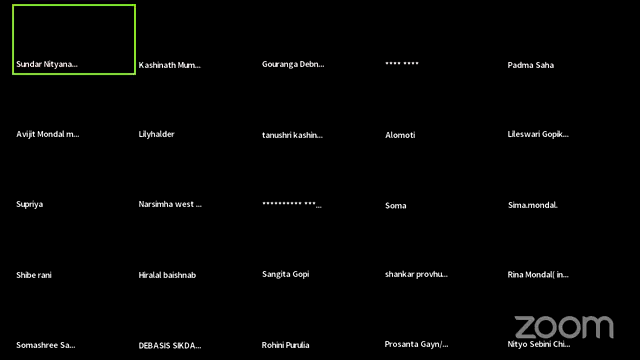 Sundar Nityana...
Kashinath Mum...
Gouranga Debn...
**** ****
Padma Saha
Avijit Mondal m...
Lilyhalder
tanushri kashin...
Alomoti
Lileswari Gopik...
Supriya
Narsimha west ...
********** ***...
Soma
Sima.mondal.
Shibe rani
Hiralal baishnab
Sangita Gopi
shankar provhu...
Rina Mondal( in...
Somashree Sa...
DEBASIS SIKDA...
Rohini Purulia
Prosanta Gayn/...
Nityo Sebini Chi...
zoom